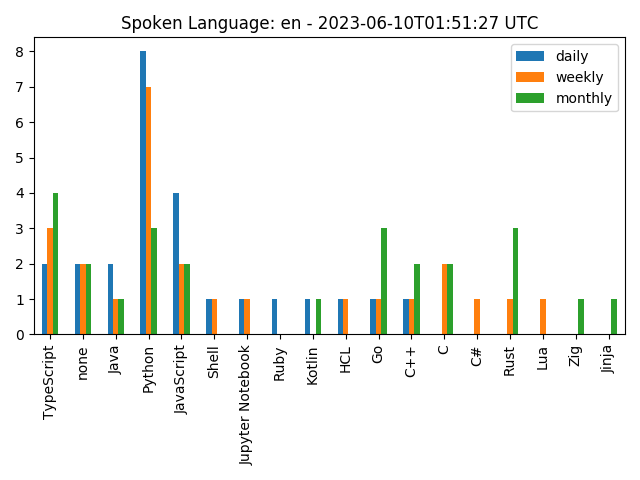 Spoken Language: en - 2023-06-10T01:51:27 UTC
daily
weekly
monthly
8
7
6
5
4
3
2
1
0
TypeScript
none
Java
Python
JavaScript
Shell
Jupyter Notebook
Ruby
Kotlin
HCL
Go
C++
C
C#
Rust
Lua
Zig
Jinja